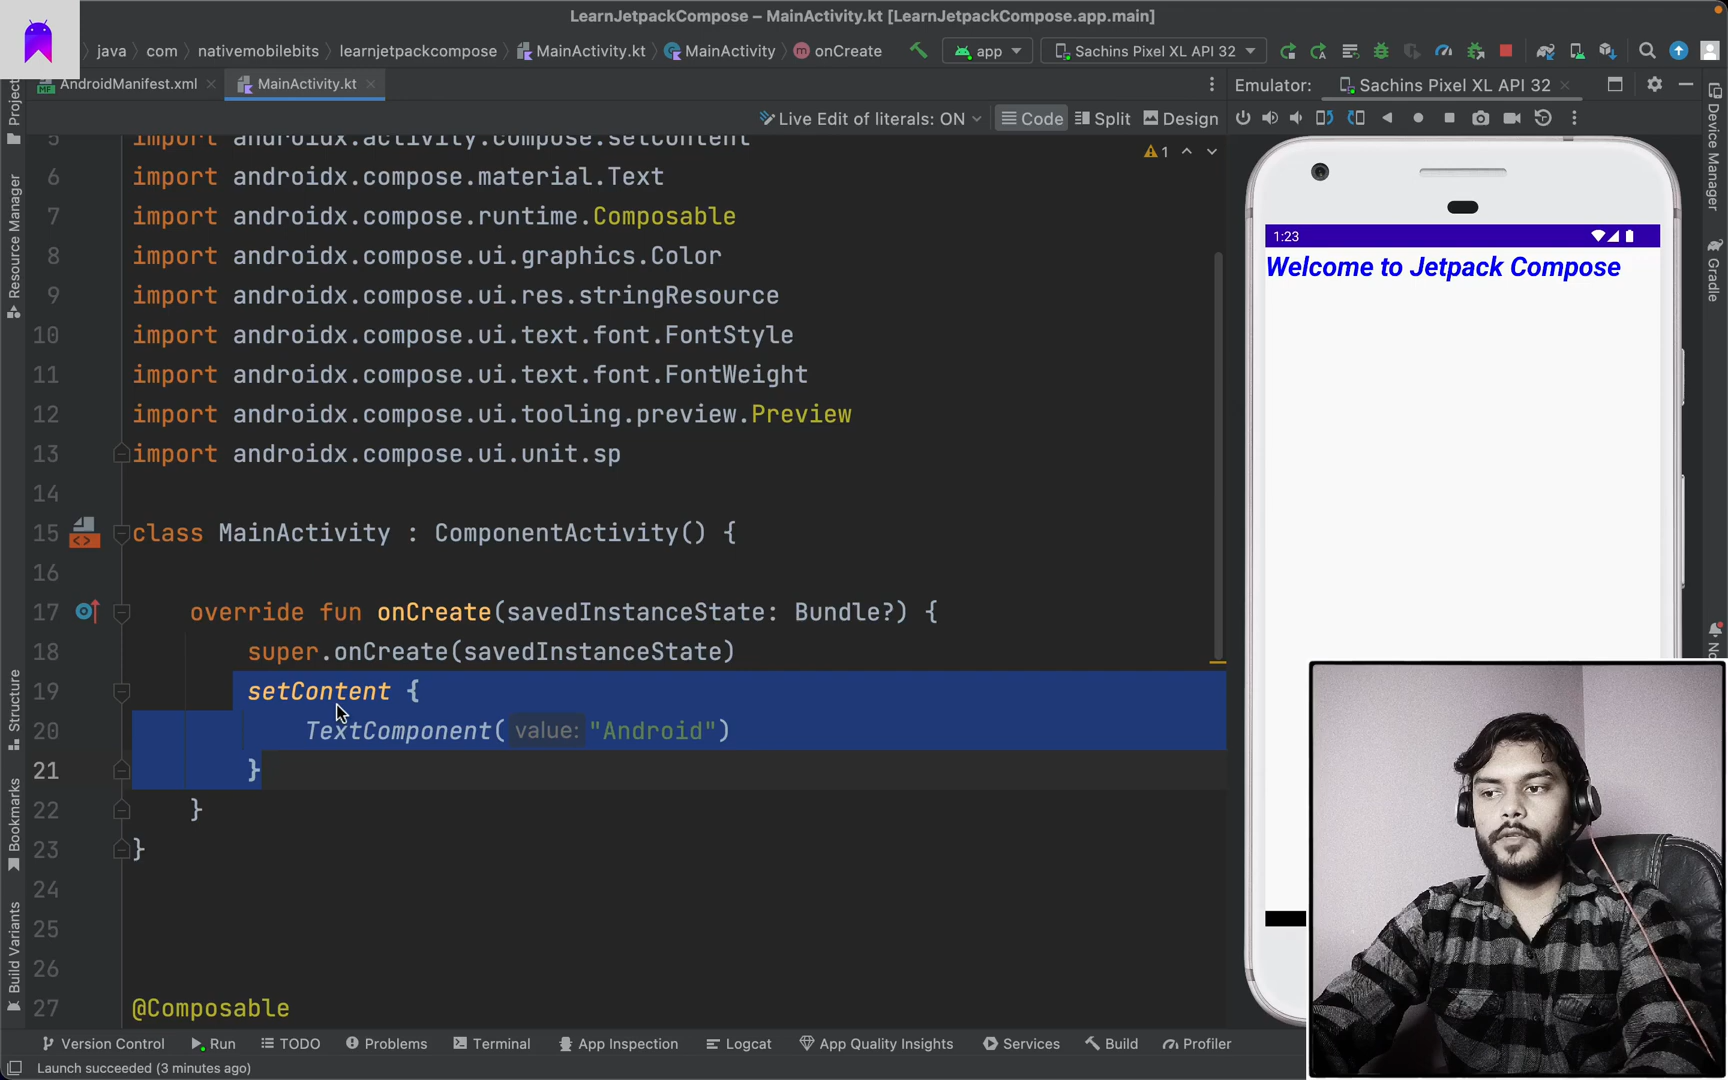 LearnJetpackCompose – MainActivity.kt [LearnJetpackCompose.app.main]
java com nativemobilebits learnjetpackcompose MainActivity.kt MainActivity onCreate app Sachins Pixel XL API 32
AndroidManifest.xml MainActivity.kt
Emulator: Sachins Pixel XL API 32
Live Edit of literals: ON Code Split Design
1
5 import androidx.activity.compose.setContent
6 import androidx.compose.material.Text
7 import androidx.compose.runtime.Composable
8 import androidx.compose.ui.graphics.Color
9 import androidx.compose.ui.res.stringResource
10 import androidx.compose.ui.text.font.FontStyle
11 import androidx.compose.ui.text.font.FontWeight
12 import androidx.compose.ui.tooling.preview.Preview
13 import androidx.compose.ui.unit.sp
14
15 class MainActivity : ComponentActivity() {
16
17 override fun onCreate(savedInstanceState: Bundle?) {
18 super.onCreate(savedInstanceState)
19 setContent {
20 TextComponent( value: "Android")
21 }
22 }
23 }
24
25
26
27 @Composable
1:23
Welcome to Jetpack Compose
Project
Resource Manager
Structure
Bookmarks
Build Variants
Device Manager
Gradle
Version Control Run TODO Problems Terminal App Inspection Logcat App Quality Insights Services Build Profiler
Launch succeeded (3 minutes ago)